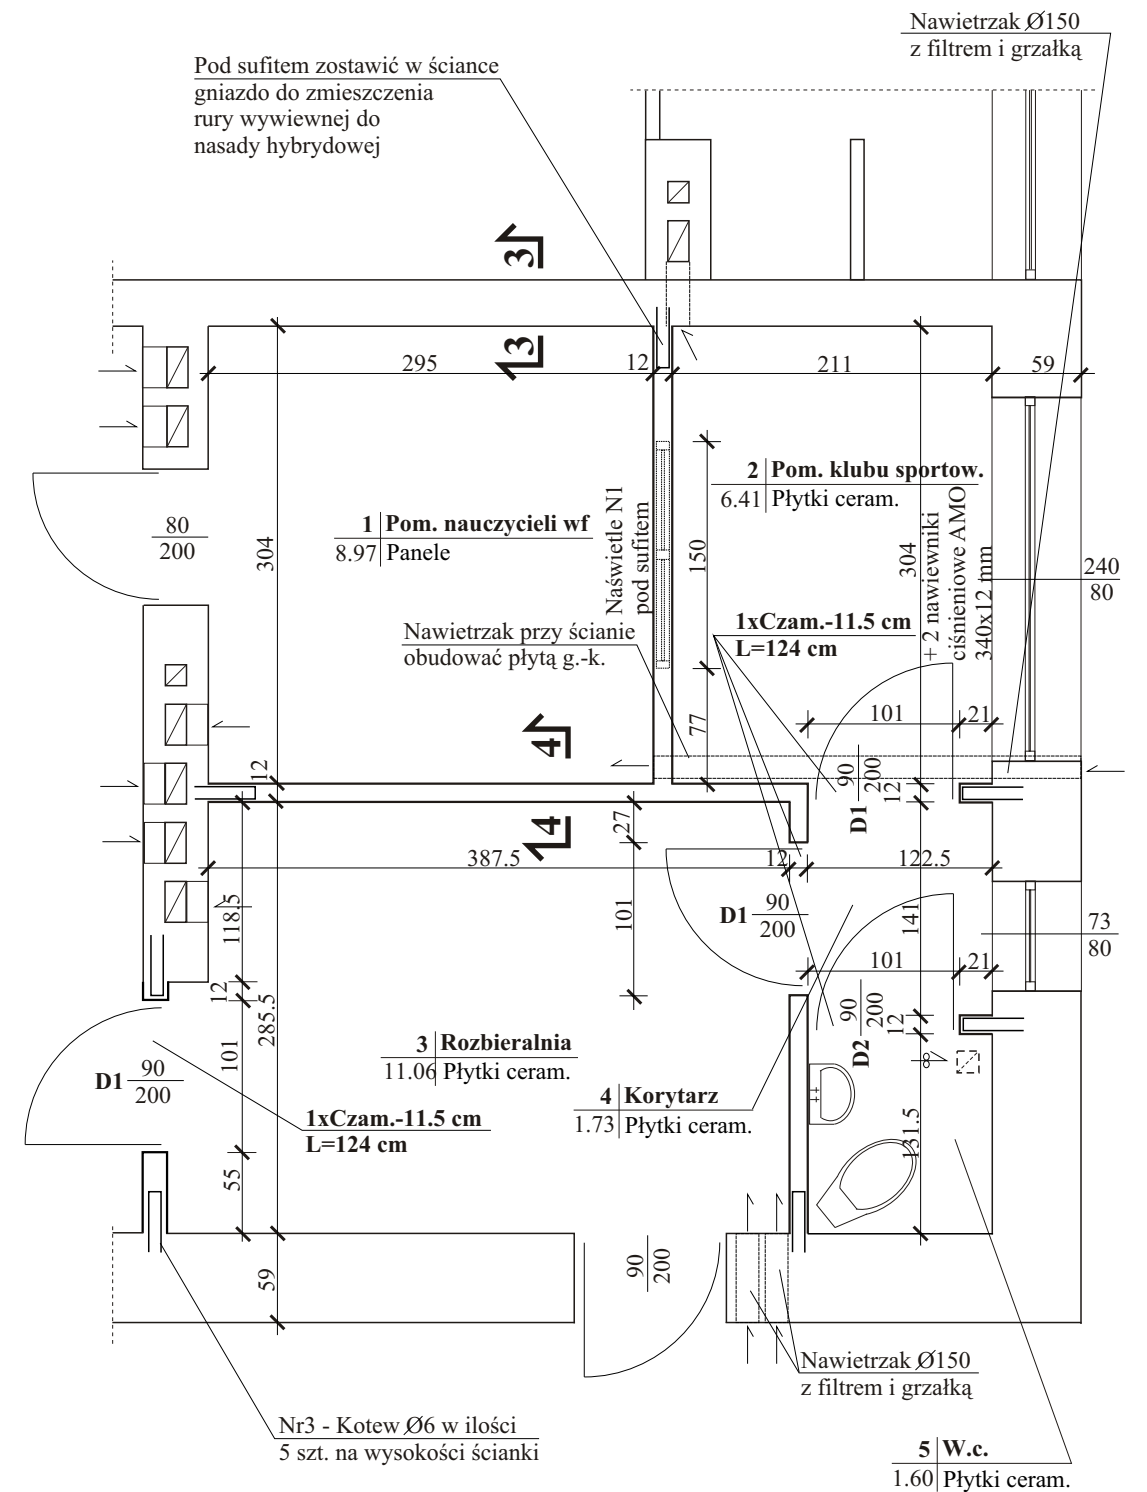 Nawietrzak Ø150
z filtrem i grzałką
Pod sufitem zostawić w ściance
gniazdo do zmieszczenia
rury wywiewnej do
nasady hybrydowej
3
3
295
12
211
59
2 Pom. klubu sportow.
6.41 Płytki ceram.
1 Pom. nauczycieli wf
8.97 Panele
80
200
304
Naświetle N1
pod sufitem
150
304
+ 2 nawiewniki
ciśnieniowe AMO
340x12 mm
240
80
Nawietrzak przy ścianie
obudować płytą g.-k.
1xCzam.-11.5 cm
L=124 cm
77
101
21
4
12
90
200
D1
12
4
27
387.5
12
122.5
118.5
101
D1
90
200
141
73
80
101
21
12
285.5
90
200
D2
12
3 Rozbieralnia
11.06 Płytki ceram.
101
D1
90
200
8
4 Korytarz
1.73 Płytki ceram.
1xCzam.-11.5 cm
L=124 cm
131.5
55
59
90
200
Nawietrzak Ø150
z filtrem i grzałką
Nr3 - Kotew Ø6 w ilości
5 szt. na wysokości ścianki
5 W.c.
1.60 Płytki ceram.